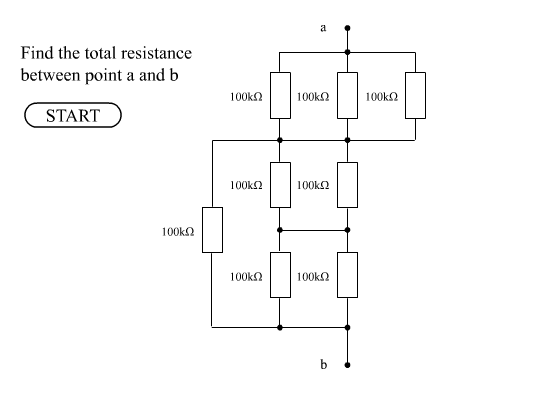 a
Find the total resistance
between point a and b
START
100kΩ 100kΩ 100kΩ
100kΩ 100kΩ
100kΩ
100kΩ 100kΩ
b